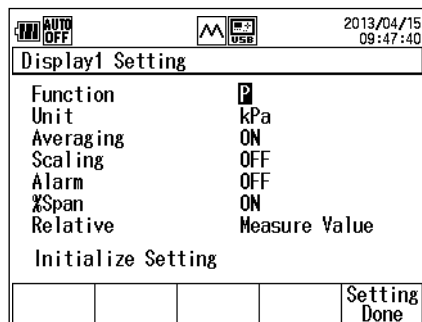 AUTO OFF USB 2013/04/15
09:47:40
Display1 Setting
Function P
Unit kPa
Averaging ON
Scaling OFF
Alarm OFF
%Span ON
Relative Measure Value
Initialize Setting
Setting Done